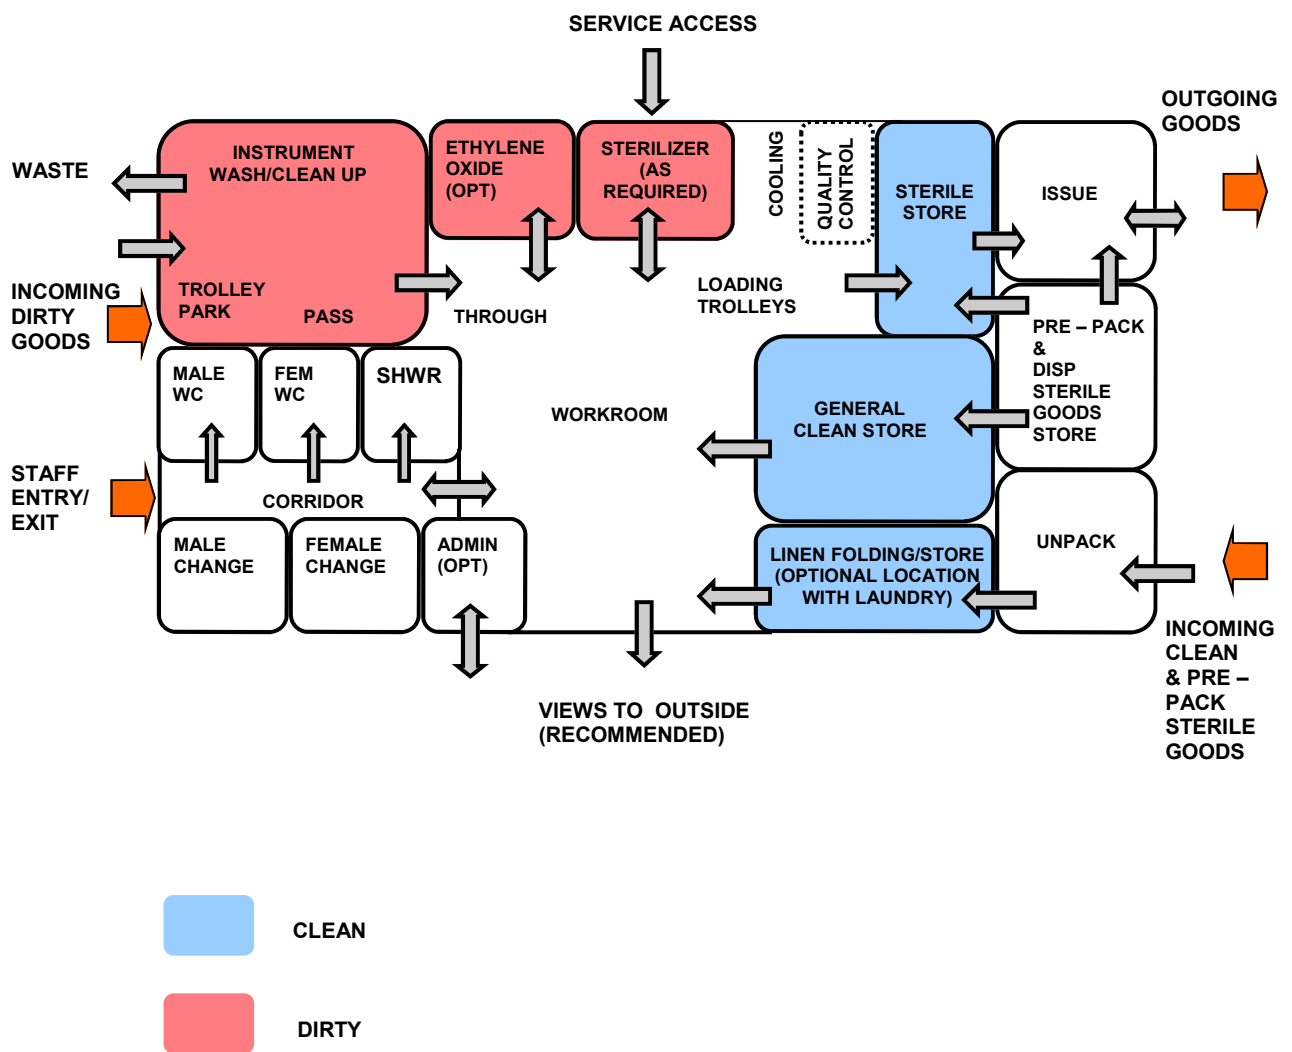 SERVICE ACCESS
OUTGOING
GOODS
WASTE
INSTRUMENT
WASH/CLEAN UP
ETHYLENE
OXIDE
(OPT)
STERILIZER
(AS
REQUIRED)
COOLING
QUALITY
CONTROL
STERILE
STORE
ISSUE
INCOMING
DIRTY
GOODS
TROLLEY
PARK
PASS
THROUGH
LOADING
TROLLEYS
PRE – PACK
&
DISP
STERILE
GOODS
STORE
MALE
WC
FEM
WC
SHWR
WORKROOM
GENERAL
CLEAN STORE
STAFF
ENTRY/
EXIT
CORRIDOR
MALE
CHANGE
FEMALE
CHANGE
ADMIN
(OPT)
LINEN FOLDING/STORE
(OPTIONAL LOCATION
WITH LAUNDRY)
UNPACK
INCOMING
CLEAN
& PRE –
PACK
STERILE
GOODS
VIEWS TO  OUTSIDE
(RECOMMENDED)
CLEAN
DIRTY